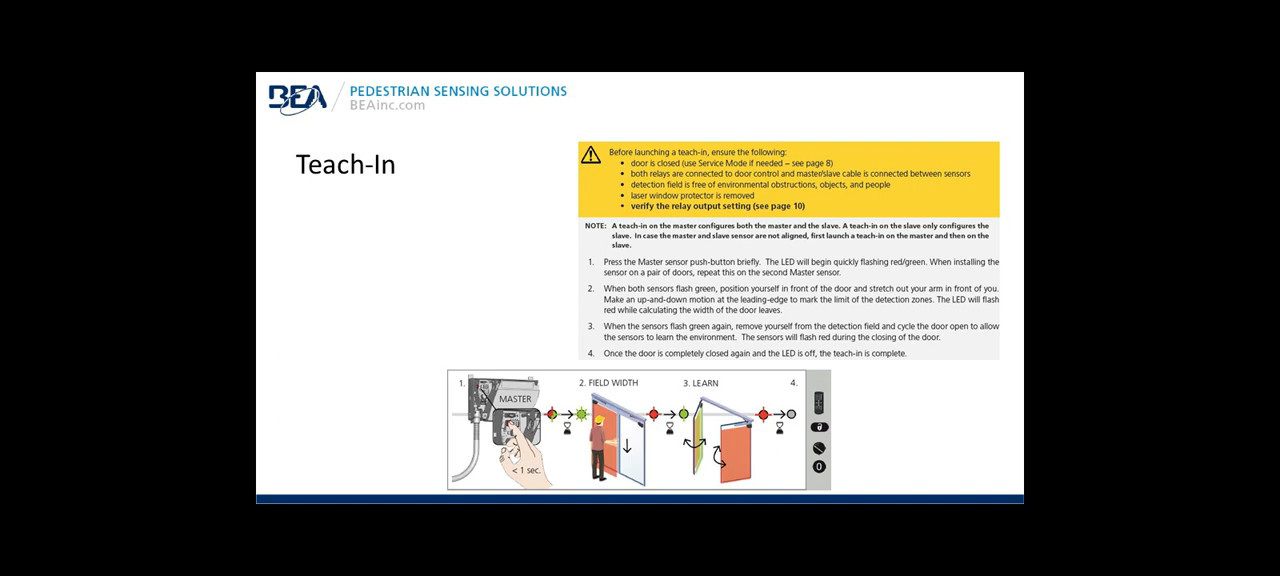 BEA
PEDESTRIAN SENSING SOLUTIONS
BEAinc.com
Teach-In
Before launching a teach-in, ensure the following:
• door is closed (use Service Mode if needed – see page 8)
• both relays are connected to door control and master/slave cable is connected between sensors
• detection field is free of environmental obstructions, objects, and people
• laser window protector is removed
• verify the relay output setting (see page 10)
NOTE: A teach-in on the master configures both the master and the slave. A teach-in on the slave only configures the
slave. In case the master and slave sensor are not aligned, first launch a teach-in on the master and then on the
slave.
1. Press the Master sensor push-button briefly. The LED will begin quickly flashing red/green. When installing the
sensor on a pair of doors, repeat this on the second Master sensor.
2. When both sensors flash green, position yourself in front of the door and stretch out your arm in front of you.
Make an up-and-down motion at the leading-edge to mark the limit of the detection zones. The LED will flash
red while calculating the width of the door leaves.
3. When the sensors flash green again, remove yourself from the detection field and cycle the door open to allow
the sensors to learn the environment. The sensors will flash red during the closing of the door.
4. Once the door is completely closed again and the LED is off, the teach-in is complete.
1.
2. FIELD WIDTH
3. LEARN
4.
MASTER
< 1 sec.
0